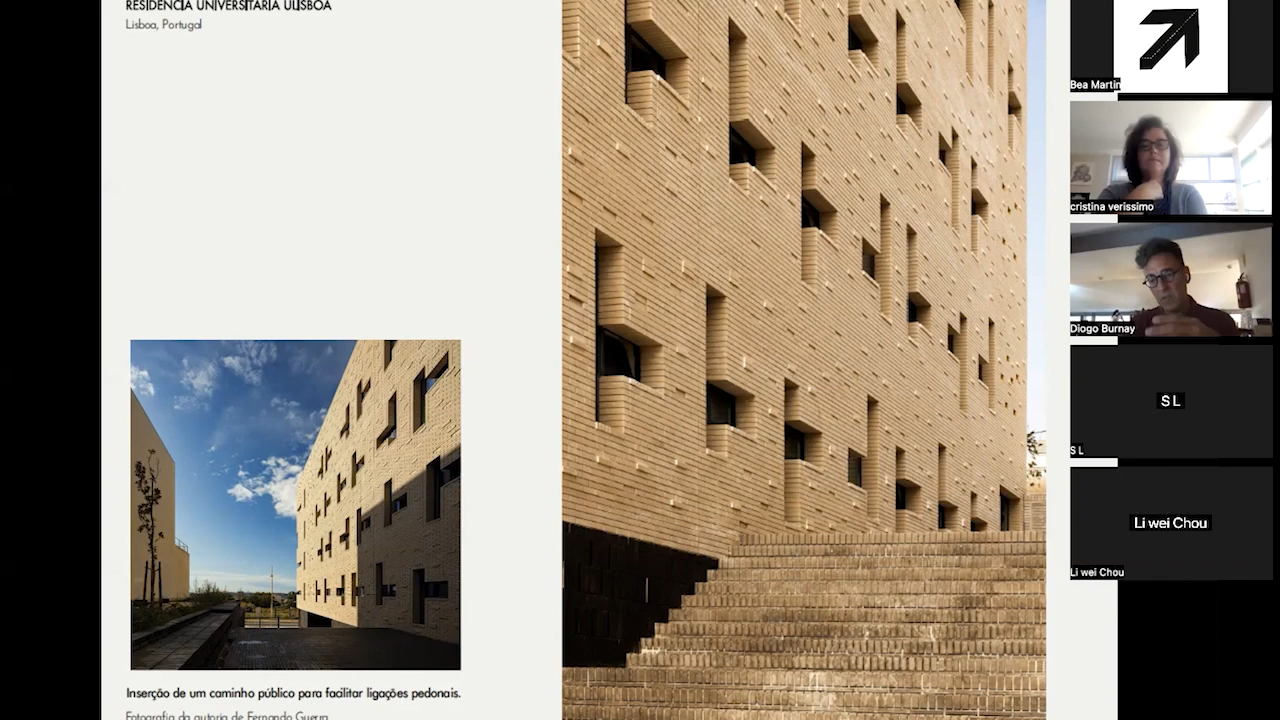 RESIDÊNCIA UNIVERSITÁRIA ULISBOA
Lisboa, Portugal
Inserção de um caminho público para facilitar ligações pedonais.
Fotografia da autoria de Fernando Guerra
Bea Martin
cristina verissimo
Diogo Burnay
S L
S L
Li wei Chou
Li wei Chou